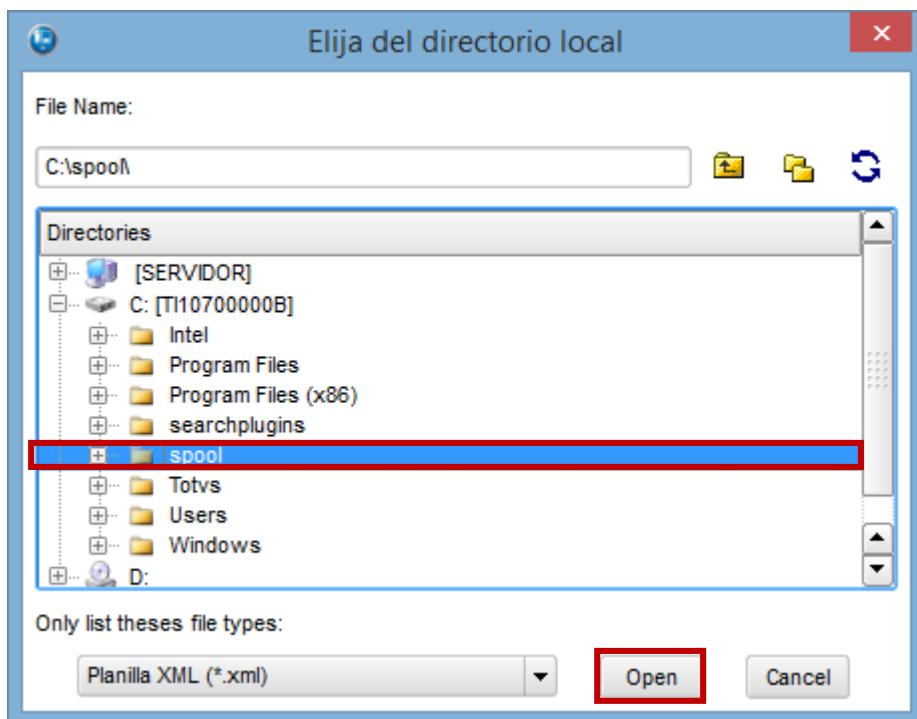 Elija del directorio local
File Name:
C:\spool\
Directories
[SERVIDOR]
C: [TI10700000B]
Intel
Program Files
Program Files (x86)
searchplugins
spool
Totvs
Users
Windows
D:
Only list theses file types:
Planilla XML (*.xml)
Open
Cancel